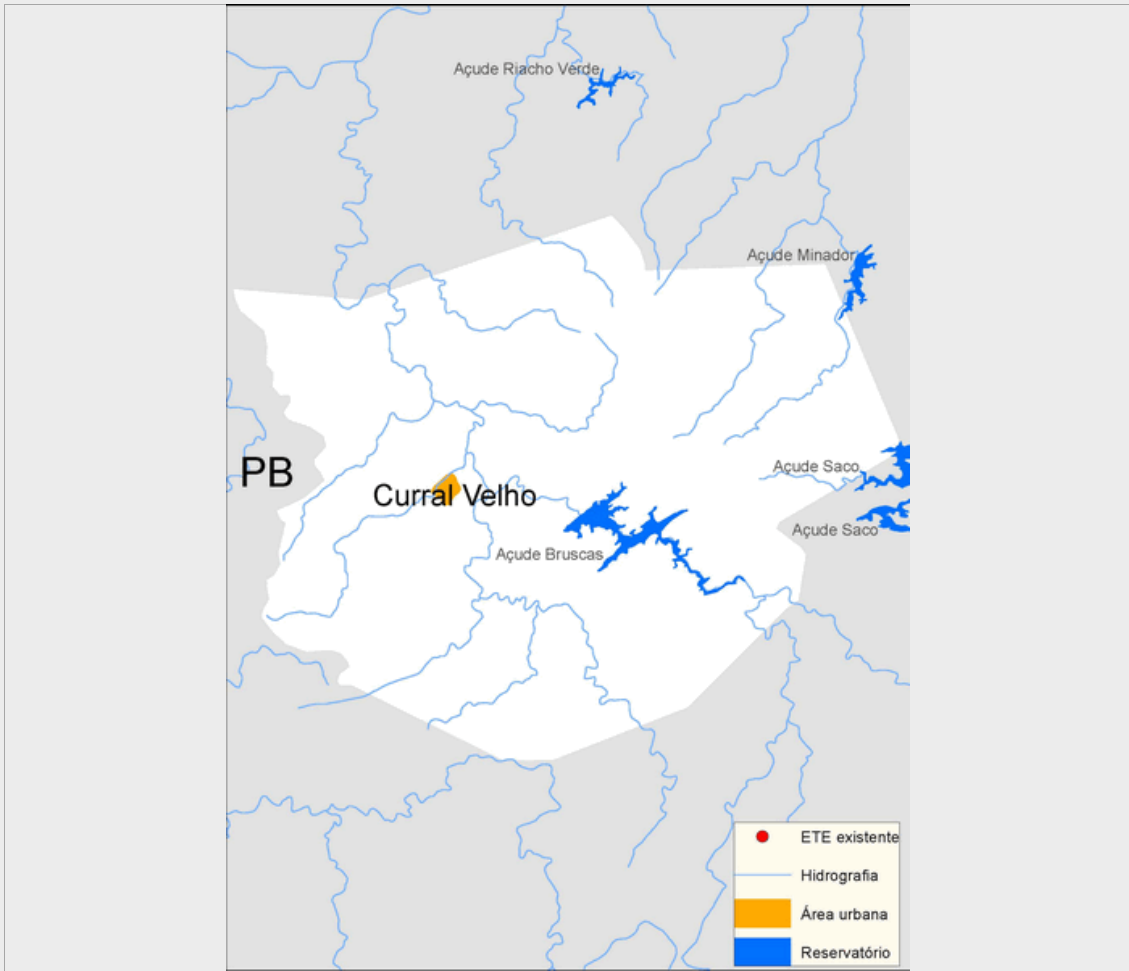 Açude Riacho Verde
Açude Minador
PB
Açude Saco
Curral Velho
Açude Saco
Açude Bruscas
ETE existente
Hidrografia
Área urbana
Reservatório